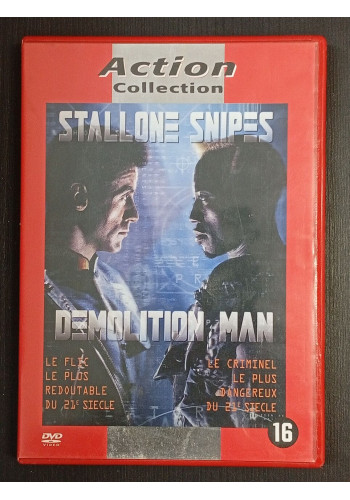 Action
Collection
STALLONE SNIPES
DEMOLITION MAN
LE FLIC
LE PLUS
REDOUTABLE
DU 21e SIECLE
LE CRIMINEL
LE PLUS
DANGEREUX
DU 21e SIECLE
DVD
VIDEO
16